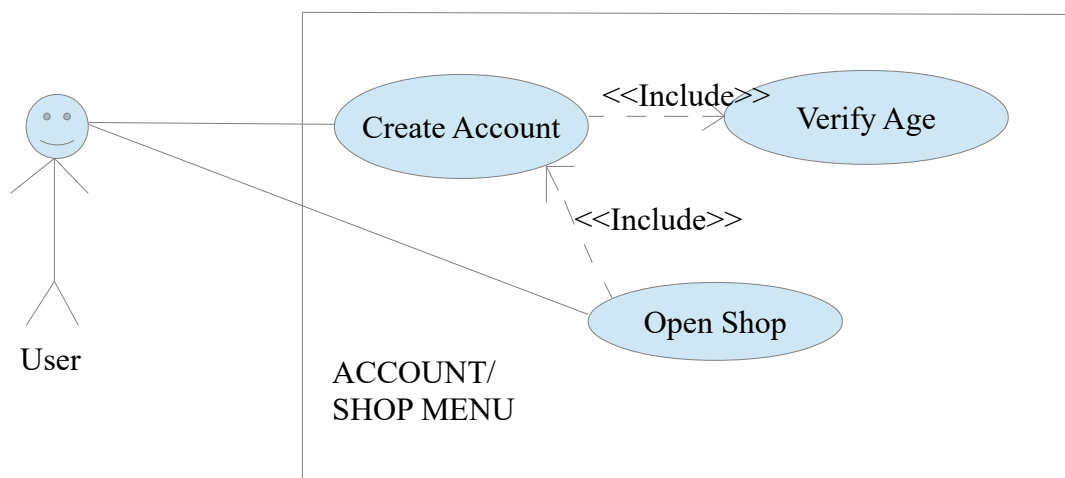 <<Include>>
Create Account
Verify Age
<<Include>>
Open Shop
User
ACCOUNT/
SHOP MENU